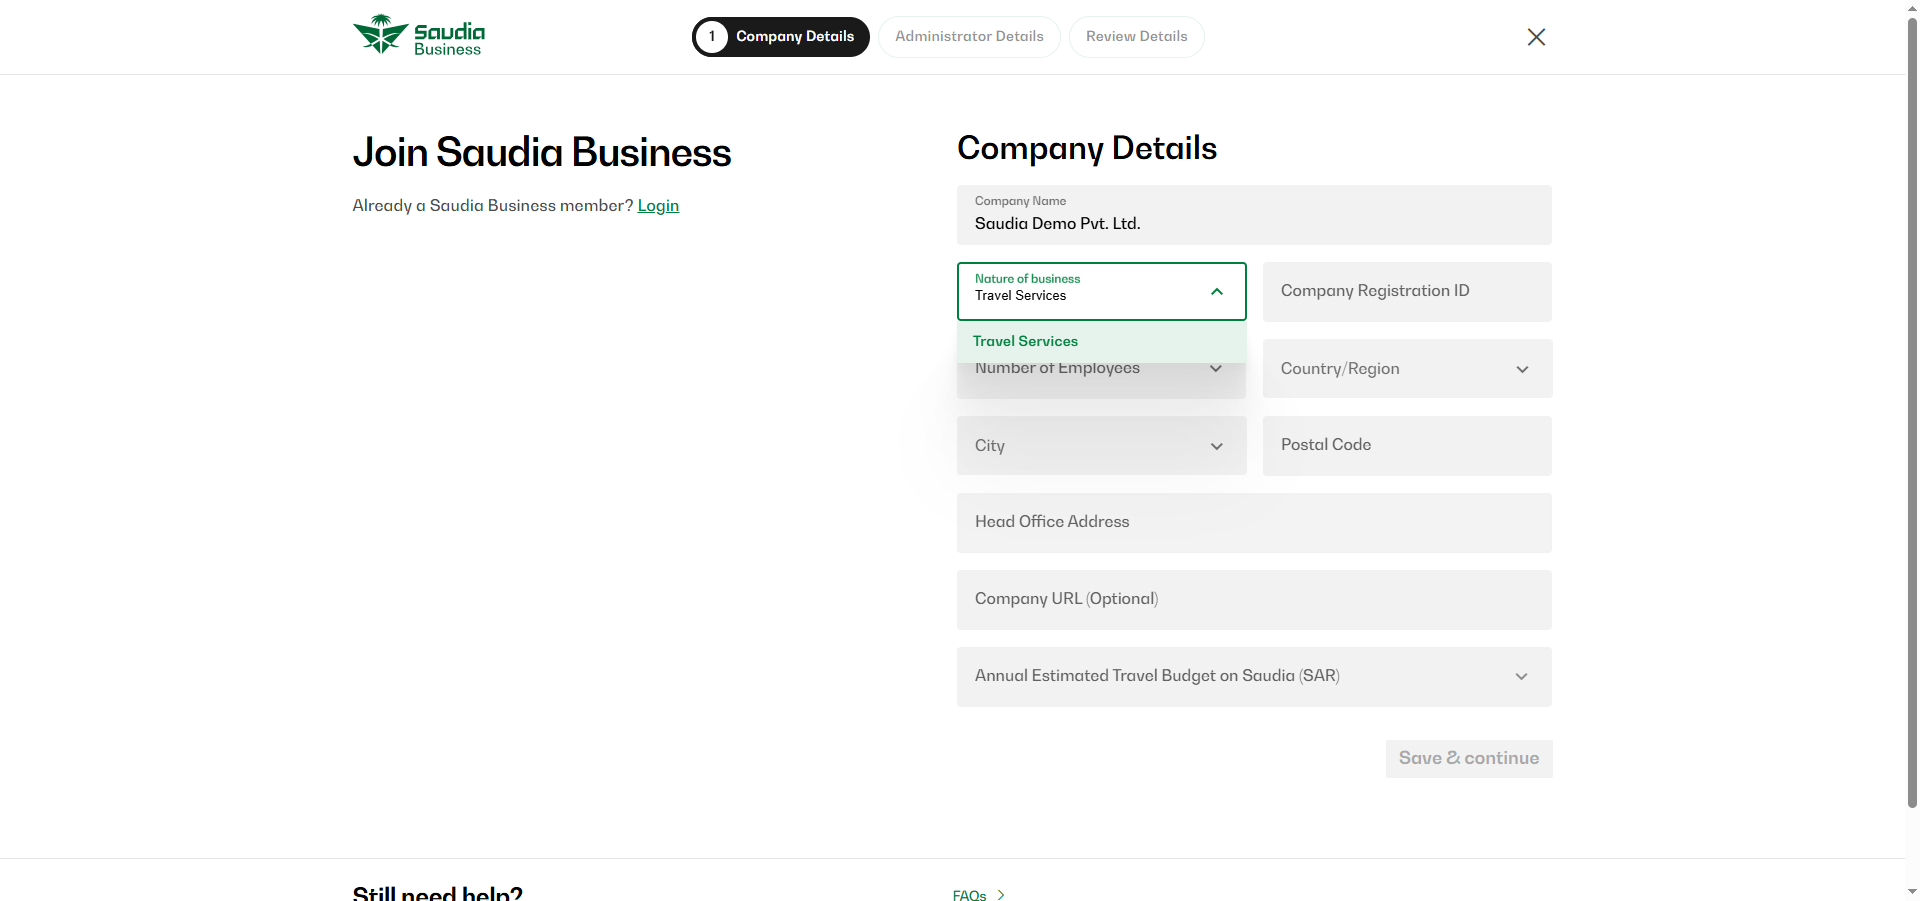 Saudia
Business
1 Company Details
Administrator Details
Review Details
Join Saudia Business
Already a Saudia Business member? Login
Company Details
Company Name
Saudia Demo Pvt. Ltd.
Nature of business
Travel Services
Company Registration ID
Travel Services
Number of Employees
Country/Region
City
Postal Code
Head Office Address
Company URL (Optional)
Annual Estimated Travel Budget on Saudia (SAR)
Save & continue
Still need help?
FAQs